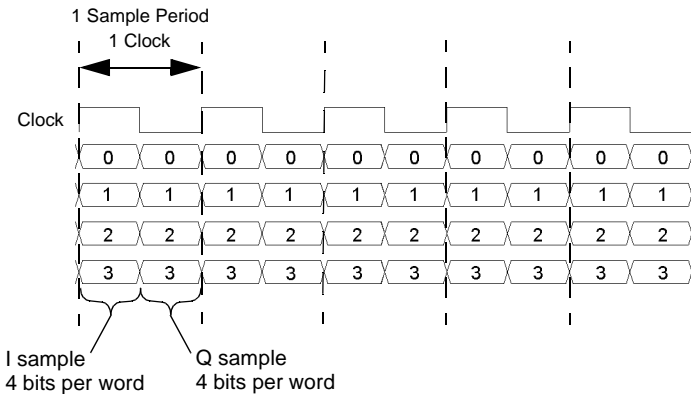 1 Sample Period
1 Clock
Clock
0 0 0 0 0 0 0 0 0 0
1 1 1 1 1 1 1 1 1 1
2 2 2 2 2 2 2 2 2 2
3 3 3 3 3 3 3 3 3 3
I sample
4 bits per word
Q sample
4 bits per word